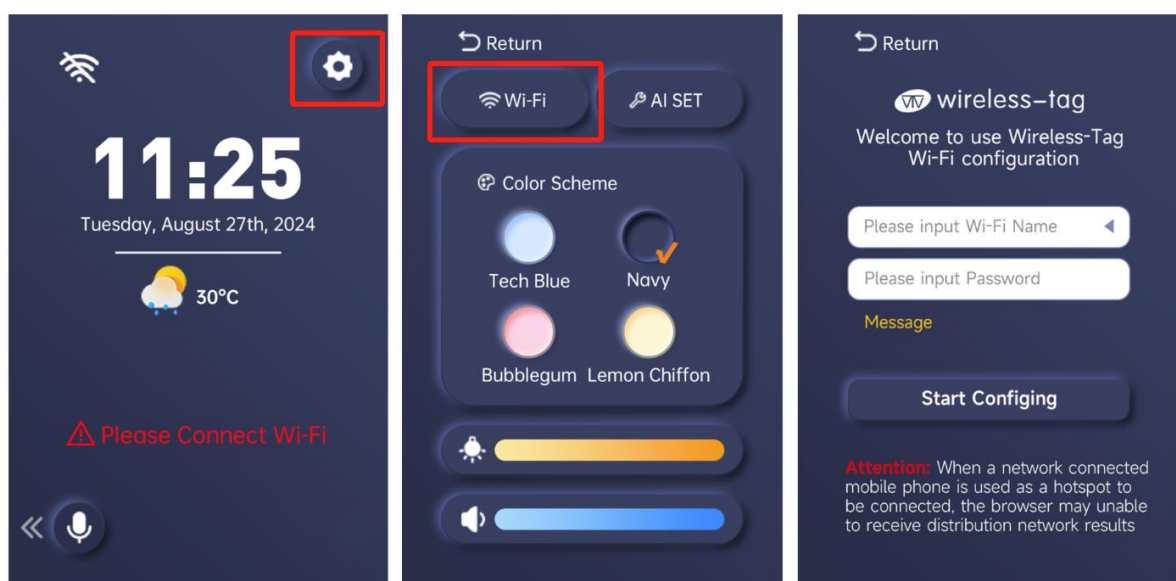 11:25
Tuesday, August 27th, 2024
30°C
Please Connect Wi-Fi
Return
Wi-Fi
AI SET
Color Scheme
Tech Blue
Navy
Bubblegum
Lemon Chiffon
Return
wireless-tag
Welcome to use Wireless-Tag
Wi-Fi configuration
Please input Wi-Fi Name
Please input Password
Message
Start Configing
Attention: When a network connected
mobile phone is used as a hotspot to
be connected, the browser may unable
to receive distribution network results